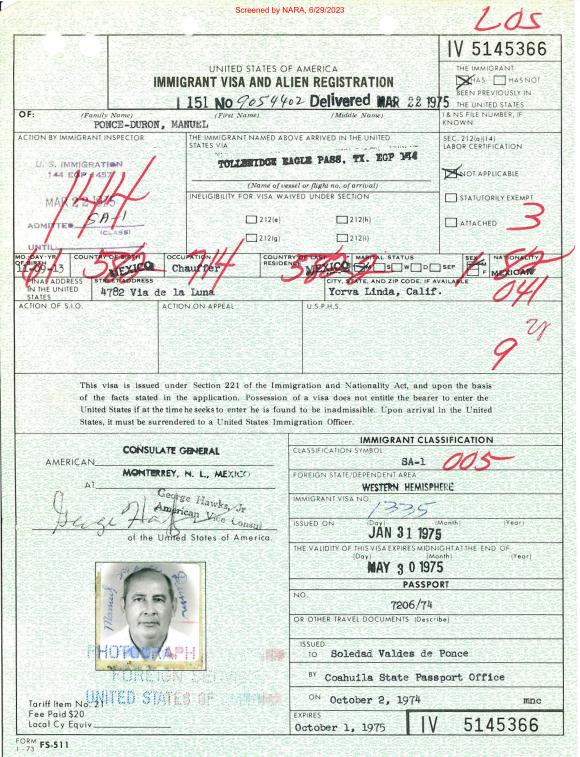 Screened by NARA, 6/29/2023
LOS
IV 5145366
UNITED STATES OF AMERICA
IMMIGRANT VISA AND ALIEN REGISTRATION
I 151 No 9054402 Delivered MAR 22 1975
THE IMMIGRANT
HAS HAS NOT
BEEN PREVIOUSLY IN
THE UNITED STATES
OF: (Family Name) (First Name) (Middle Name)
PONCE-DURON, MANUEL
I & NS FILE NUMBER, IF
KNOWN:
ACTION BY IMMIGRANT INSPECTOR
THE IMMIGRANT NAMED ABOVE ARRIVED IN THE UNITED
STATES VIA
TOLLBRIDGE EAGLE PASS, TX. EGP 144
(Name of vessel or flight no. of arrival)
SEC. 212(a)(14)
LABOR CERTIFICATION
NOT APPLICABLE
STATUTORILY EXEMPT
ATTACHED
3
U. S. IMMIGRATION
144 EGP 1457
MAR 22 1975
ADMITTED SA-1
(CLASS)
UNTIL
144
INELIGIBILITY FOR VISA WAIVED UNDER SECTION
212(e) 212(h)
212(g) 212(i)
MO.-DAY-YR.
OF BIRTH
11-09-13
COUNTRY OF BIRTH
MEXICO
OCCUPATION
Chauffer
COUNTRY OF LAST
RESIDENCE
MEXICO
MARITAL STATUS
M S W D SEP
SEX
M
F
NATIONALITY
MEXICAN
FINAL ADDRESS
IN THE UNITED
STATES
STREET ADDRESS
4782 Via de la Luna
CITY, STATE, AND ZIP CODE, IF AVAILABLE
Yorva Linda, Calif.
041
ACTION OF S.I.O.
ACTION ON APPEAL
U.S.P.H.S.
9
This visa is issued under Section 221 of the Immigration and Nationality Act, and upon the basis
of the facts stated in the application. Possession of a visa does not entitle the bearer to enter the
United States if at the time he seeks to enter he is found to be inadmissible. Upon arrival in the United
States, it must be surrendered to a United States Immigration Officer.
AMERICAN CONSULATE GENERAL
AT MONTERREY, N. L., MEXICO
George Hawks, Jr
American Vice Consul
of the United States of America.
IMMIGRANT CLASSIFICATION
CLASSIFICATION SYMBOL
SA-1 005
FOREIGN STATE/DEPENDENT AREA
WESTERN HEMISPHERE
IMMIGRANT VISA NO.
1335
ISSUED ON (Day) (Month) (Year)
JAN 31 1975
THE VALIDITY OF THIS VISA EXPIRES MIDNIGHT AT THE END OF
(Day) (Month) (Year)
MAY 30 1975
PASSPORT
NO.
7206/74
OR OTHER TRAVEL DOCUMENTS (Describe)
ISSUED
TO Soledad Valdes de Ponce
BY Coahuila State Passport Office
ON October 2, 1974 mnc
EXPIRES
October 1, 1975
IV 5145366
PHOTOGRAPH
FOREIGN SERVICE
UNITED STATES OF
Tariff Item No. 21
Fee Paid $20
Local Cy Equiv
FORM
1-73 FS-511